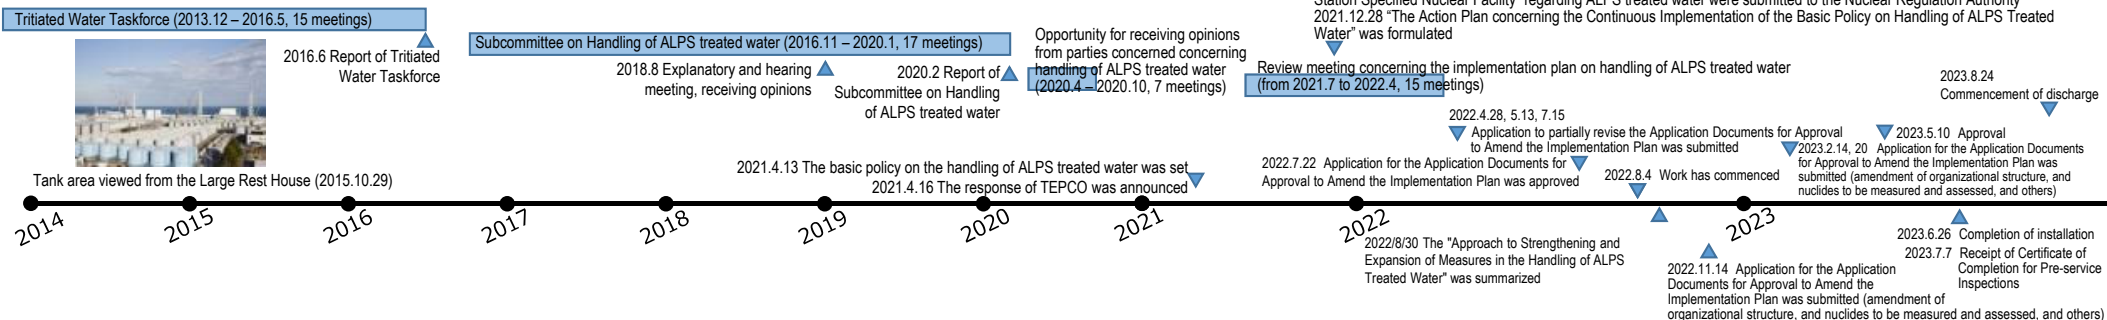 Tritiated Water Taskforce (2013.12 – 2016.5, 15 meetings)
2016.6 Report of Tritiated
Water Taskforce
Tank area viewed from the Large Rest House (2015.10.29)
Subcommittee on Handling of ALPS treated water (2016.11 – 2020.1, 17 meetings)
2018.8 Explanatory and hearing
meeting, receiving opinions
2020.2 Report of
Subcommittee on Handling
of ALPS treated water
Opportunity for receiving opinions
from parties concerned concerning
handling of ALPS treated water
(2020.4 – 2020.10, 7 meetings)
2021.4.13 The basic policy on the handling of ALPS treated water was set
2021.4.16 The response of TEPCO was announced
Station Specified Nuclear Facility" regarding ALPS treated water were submitted to the Nuclear Regulation Authority
2021.12.28 “The Action Plan concerning the Continuous Implementation of the Basic Policy on Handling of ALPS Treated
Water” was formulated
Review meeting concerning the implementation plan on handling of ALPS treated water
(from 2021.7 to 2022.4, 15 meetings)
2022.4.28, 5.13, 7.15
Application to partially revise the Application Documents for Approval
to Amend the Implementation Plan was submitted
2022.7.22 Application for the Application Documents for
Approval to Amend the Implementation Plan was approved
2022.8.4 Work has commenced
2023.8.24
Commencement of discharge
2023.5.10 Approval
2023.2.14, 20 Application for the Application Documents
for Approval to Amend the Implementation Plan was
submitted (amendment of organizational structure, and
nuclides to be measured and assessed, and others)
2014
2015
2016
2017
2018
2019
2020
2021
2022
2023
2022/8/30 The "Approach to Strengthening and
Expansion of Measures in the Handling of ALPS
Treated Water" was summarized
2022.11.14 Application for the Application
Documents for Approval to Amend the
Implementation Plan was submitted (amendment of
organizational structure, and nuclides to be measured and assessed, and others)
2023.6.26 Completion of installation
2023.7.7 Receipt of Certificate of
Completion for Pre-service
Inspections